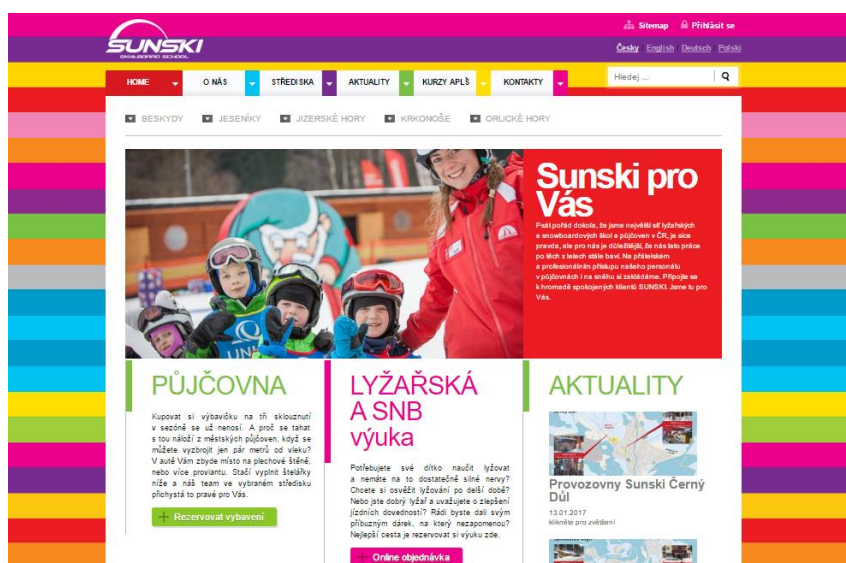 Sitemap Přihlásit se
SUNSKI
SKI&BOARD SCHOOL
Česky English Deutsch Polski
HOME O NÁS STŘEDISKA AKTUALITY KURZY APLŠ KONTAKTY
Hledej ...
BESKYDY JESENÍKY JIZERSKÉ HORY KRKONOŠE ORLICKÉ HORY
Sunski pro
Vás
Psát pořád dokola, že jsme největší síť lyžařských
a snowboardových škol a půjčoven v ČR, je sice
pravda, ale pro nás je důležitější, že nás tato práce
po těch x letech stále baví. Na přátelském
a profesionálním přístupu našeho personálu
v půjčovnách i na sněhu si zakládáme. Připojte se
k hromadě spokojených klientů SUNSKI. Jsme tu pro
Vás.
PŮJČOVNA
Kupovat si výbavičku na tři sklouznutí
v sezóně se už nenosí. A proč se tahat
s tou náloží z městských půjčoven, když se
můžete vyzbrojit jen pár metrů od vleku?
V autě Vám zbyde místo na plechové štěně,
nebo více proviantu. Stačí vyplnit štelářky
níže a náš team ve vybraném středisku
přichystá to pravé pro Vás.
Rezervovat vybavení
LYŽAŘSKÁ
A SNB
výuka
Potřebujete své dítko naučit lyžovat
a nemáte na to dostatečně silné nervy?
Chcete si osvěžit lyžování po delší době?
Nebo jste dobrý lyžař a uvažujete o zlepšení
jízdních dovedností? Rádi byste dali svým
příbuzným dárek, na který nezapomenou?
Nejlepší cesta je rezervovat si výuku zde.
Online objednávka
AKTUALITY
Provozovny Sunski Černý
Důl
13.01.2017
klikněte pro zvětšení